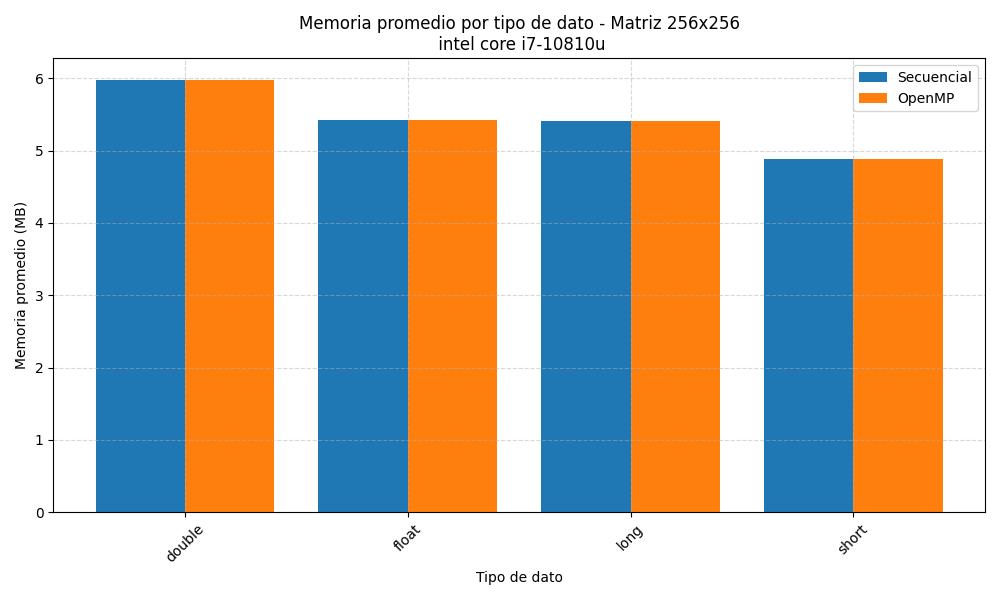 Memoria promedio por tipo de dato - Matriz 256x256
intel core i7-10810u
Secuencial
OpenMP
Memoria promedio (MB)
6
5
4
3
2
1
0
double
float
long
short
Tipo de dato